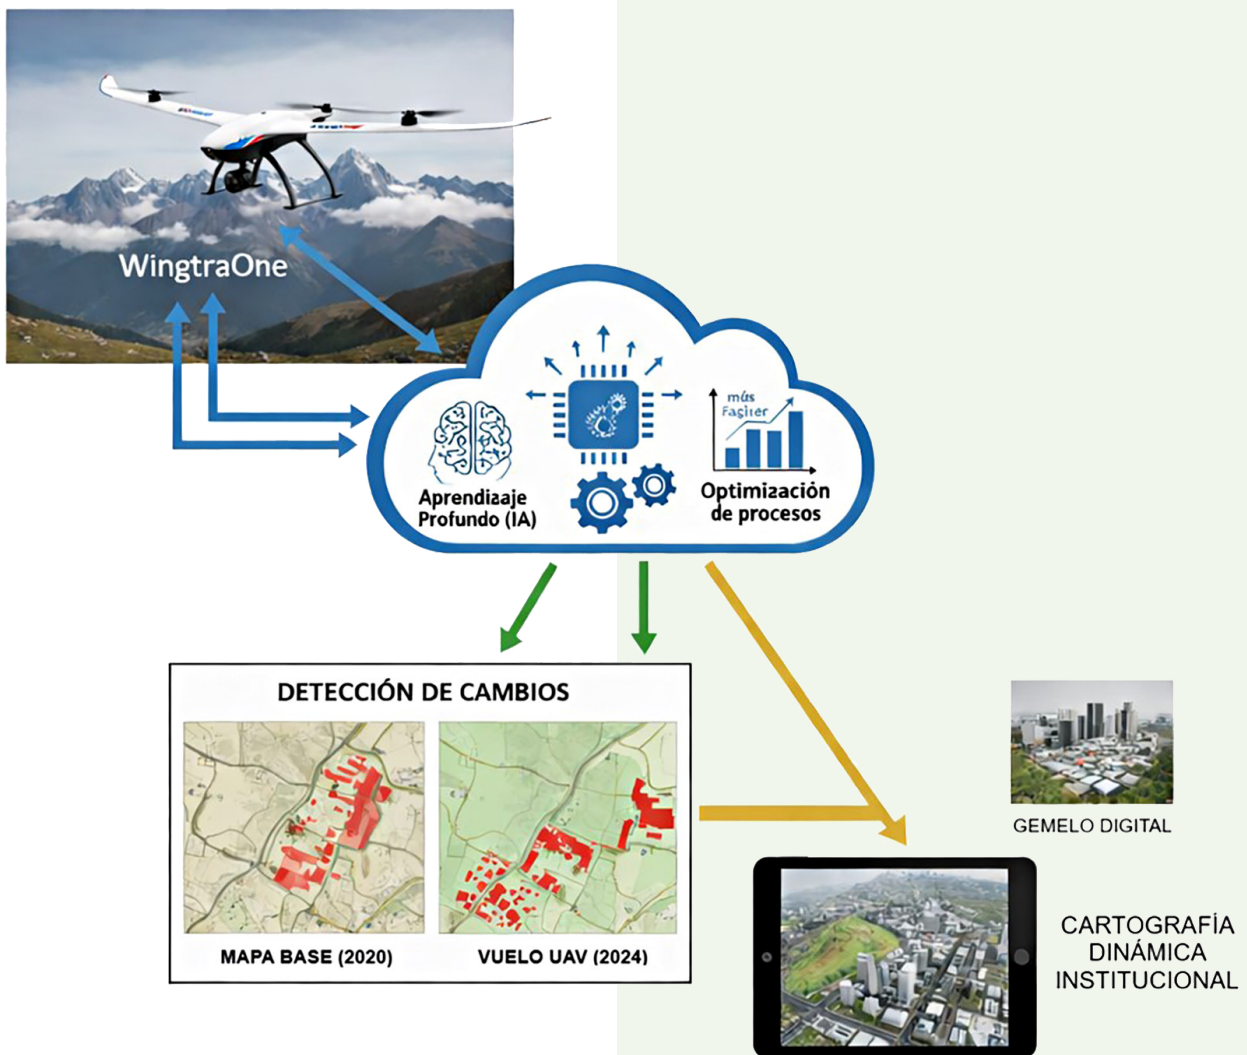 WingtraOne
más
Fagiter
Aprendizaje
Profundo (IA)
Optimización
de procesos
DETECCIÓN DE CAMBIOS
MAPA BASE (2020)
VUELO UAV (2024)
GEMELO DIGITAL
CARTOGRAFÍA
DINÁMICA
INSTITUCIONAL